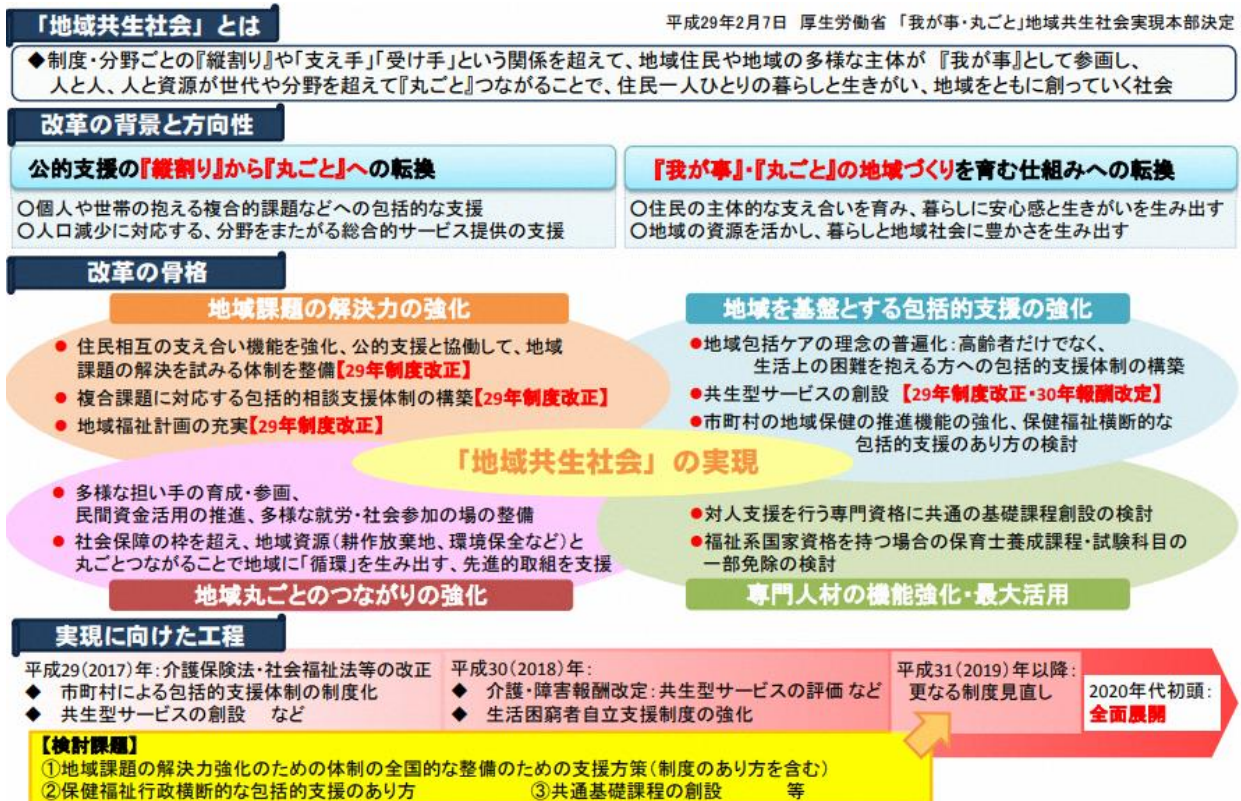 「地域共生社会」とは
平成29年2月7日 厚生労働省 「我が事・丸ごと」地域共生社会実現本部決定
◆制度・分野ごとの『縦割り』や「支え手」「受け手」という関係を超えて、地域住民や地域の多様な主体が 『我が事』として参画し、
人と人、人と資源が世代や分野を超えて『丸ごと』つながることで、住民一人ひとりの暮らしと生きがい、地域をともに創っていく社会
改革の背景と方向性
公的支援の『縦割り』から『丸ごと』への転換
○個人や世帯の抱える複合的課題などへの包括的な支援
○人口減少に対応する、分野をまたがる総合的サービス提供の支援
『我が事』・『丸ごと』の地域づくりを育む仕組みへの転換
○住民の主体的な支え合いを育み、暮らしに安心感と生きがいを生み出す
○地域の資源を活かし、暮らしと地域社会に豊かさを生み出す
改革の骨格
地域課題の解決力の強化
● 住民相互の支え合い機能を強化、公的支援と協働して、地域
課題の解決を試みる体制を整備【29年制度改正】
● 複合課題に対応する包括的相談支援体制の構築【29年制度改正】
● 地域福祉計画の充実【29年制度改正】
地域を基盤とする包括的支援の強化
●地域包括ケアの理念の普遍化：高齢者だけでなく、
生活上の困難を抱える方への包括的支援体制の構築
●共生型サービスの創設 【29年制度改正・30年報酬改定】
●市町村の地域保健の推進機能の強化、保健福祉横断的な
包括的支援のあり方の検討
「地域共生社会」の実現
● 多様な担い手の育成・参画、
民間資金活用の推進、多様な就労・社会参加の場の整備
● 社会保障の枠を超え、地域資源（耕作放棄地、環境保全など）と
丸ごとつながることで地域に「循環」を生み出す、先進的取組を支援
地域丸ごとのつながりの強化
●対人支援を行う専門資格に共通の基礎課程創設の検討
●福祉系国家資格を持つ場合の保育士養成課程・試験科目の
一部免除の検討
専門人材の機能強化・最大活用
実現に向けた工程
平成29（2017）年：介護保険法・社会福祉法等の改正
◆ 市町村による包括的支援体制の制度化
◆ 共生型サービスの創設 など
平成30（2018）年：
◆ 介護・障害報酬改定：共生型サービスの評価 など
◆ 生活困窮者自立支援制度の強化
平成31（2019）年以降：
更なる制度見直し
2020年代初頭：
全面展開
【検討課題】
①地域課題の解決力強化のための体制の全国的な整備のための支援方策（制度のあり方を含む）
②保健福祉行政横断的な包括的支援のあり方 ③共通基礎課程の創設 等